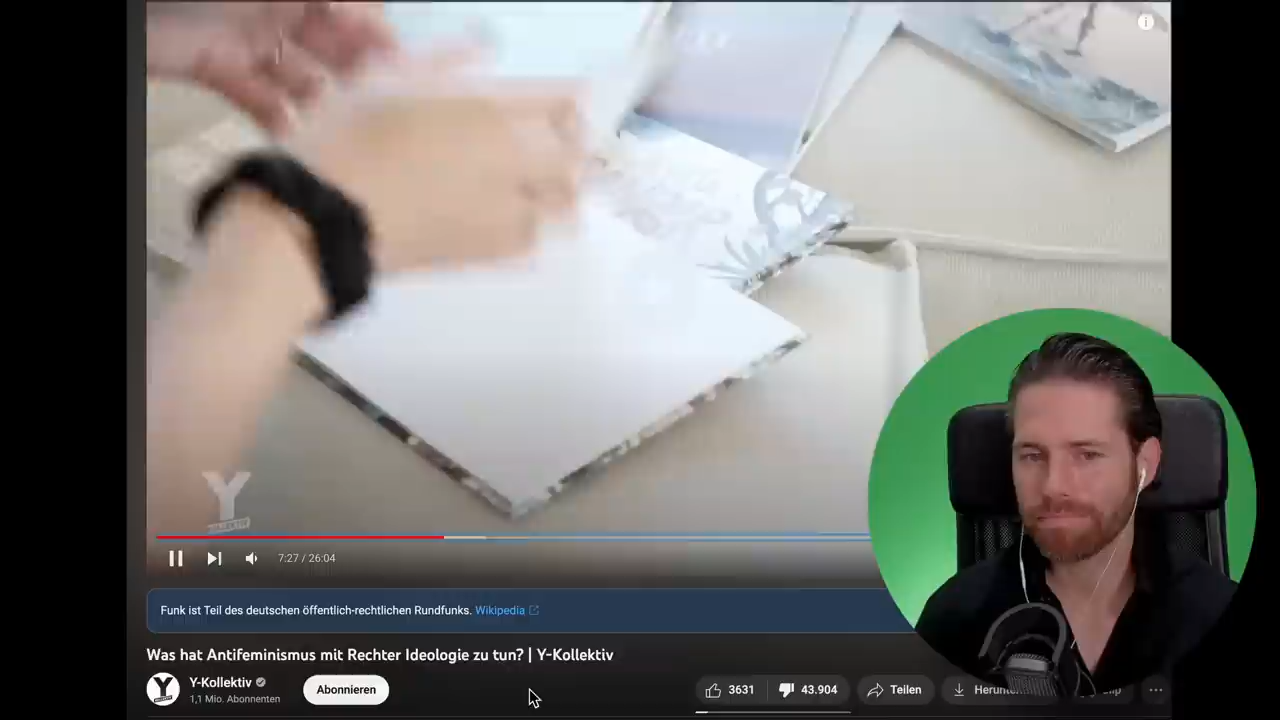 Y
KOLLEKTIV
7:27 / 26:04
Funk ist Teil des deutschen öffentlich-rechtlichen Rundfunks. Wikipedia
Was hat Antifeminismus mit Rechter Ideologie zu tun? | Y-Kollektiv
Y-Kollektiv
1,1 Mio. Abonnenten
Abonnieren
3631
43.904
Teilen